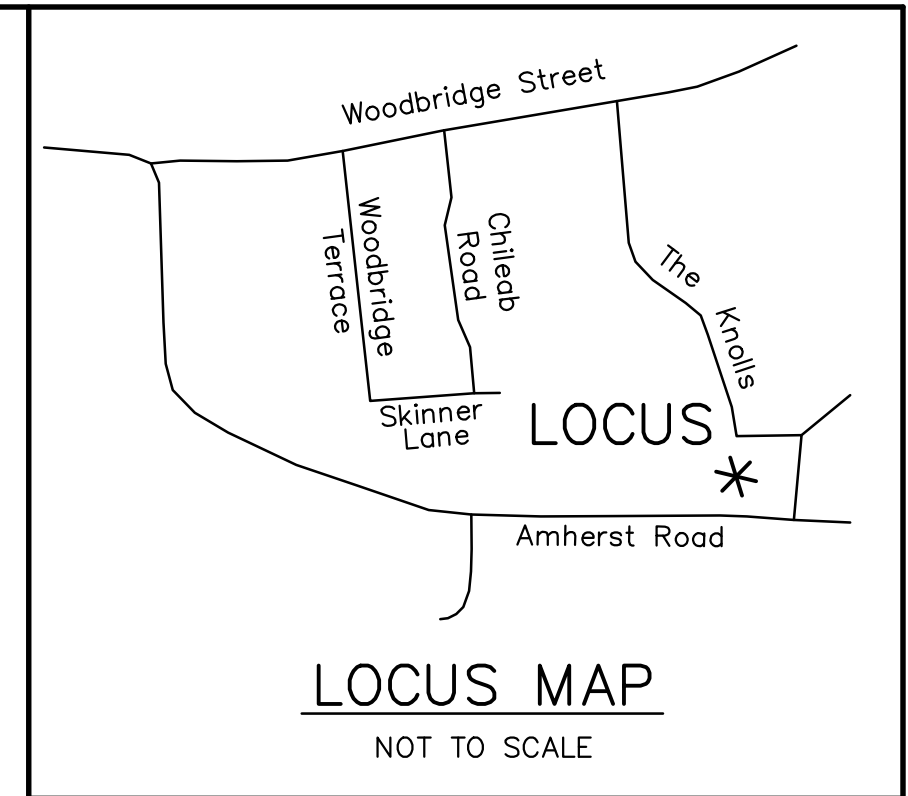 Woodbridge Street
Woodbridge
Terrace
Chileab
Road
The Knolls
Skinner
Lane
LOCUS
Amherst Road
LOCUS MAP
NOT TO SCALE